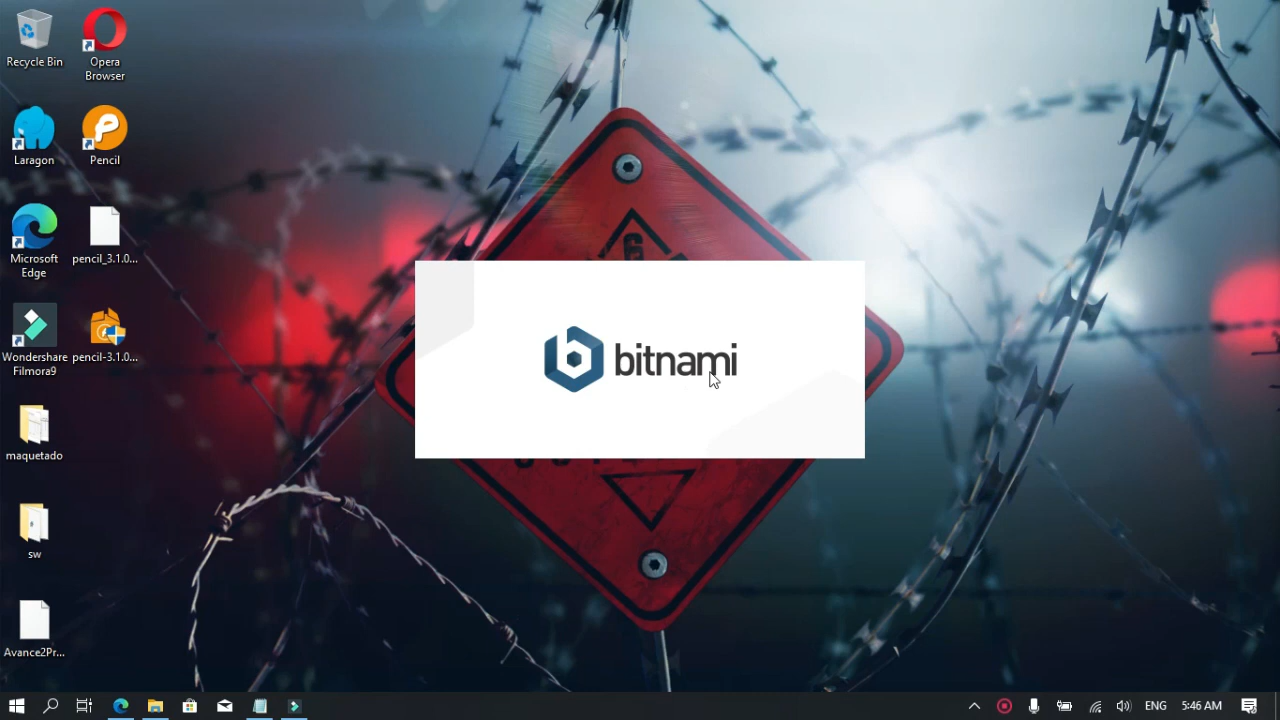 Recycle Bin
Opera
Browser
Laragon
Pencil
Microsoft
Edge
pencil_3.1.0...
Wondershare
Filmora9
pencil-3.1.0...
maquetado
sw
Avance2Pr...
6
bitnami
ENG
5:46 AM